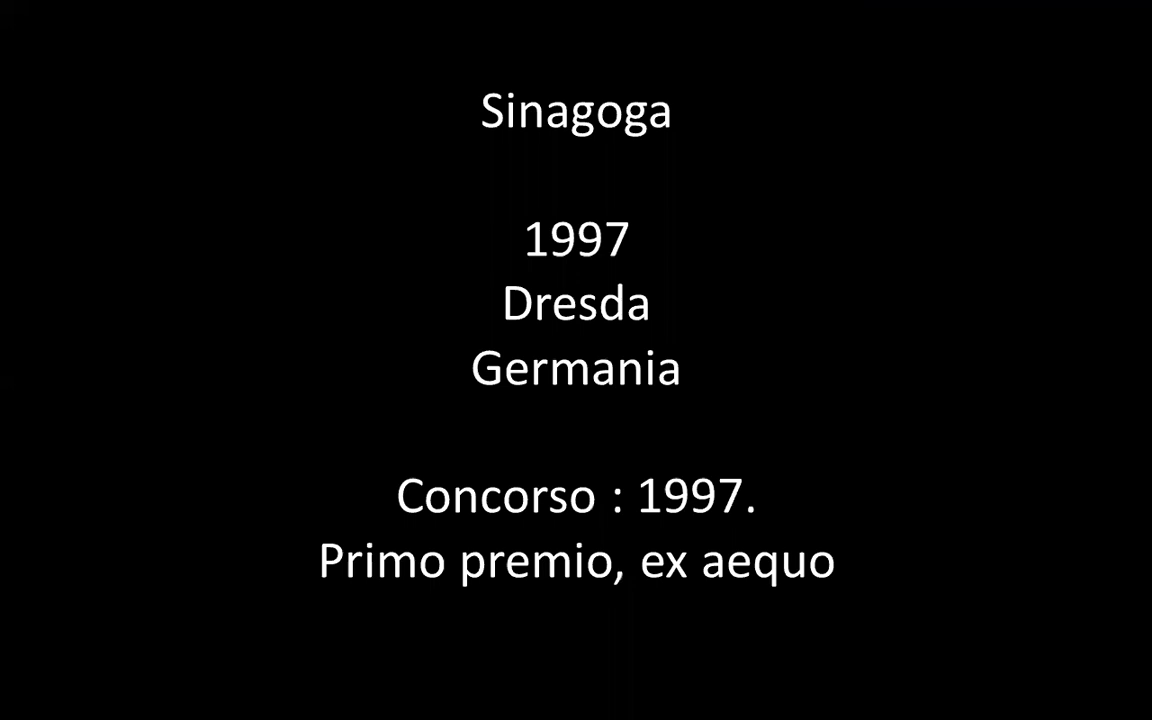 Sinagoga
1997
Dresda
Germania
Concorso : 1997.
Primo premio, ex aequo